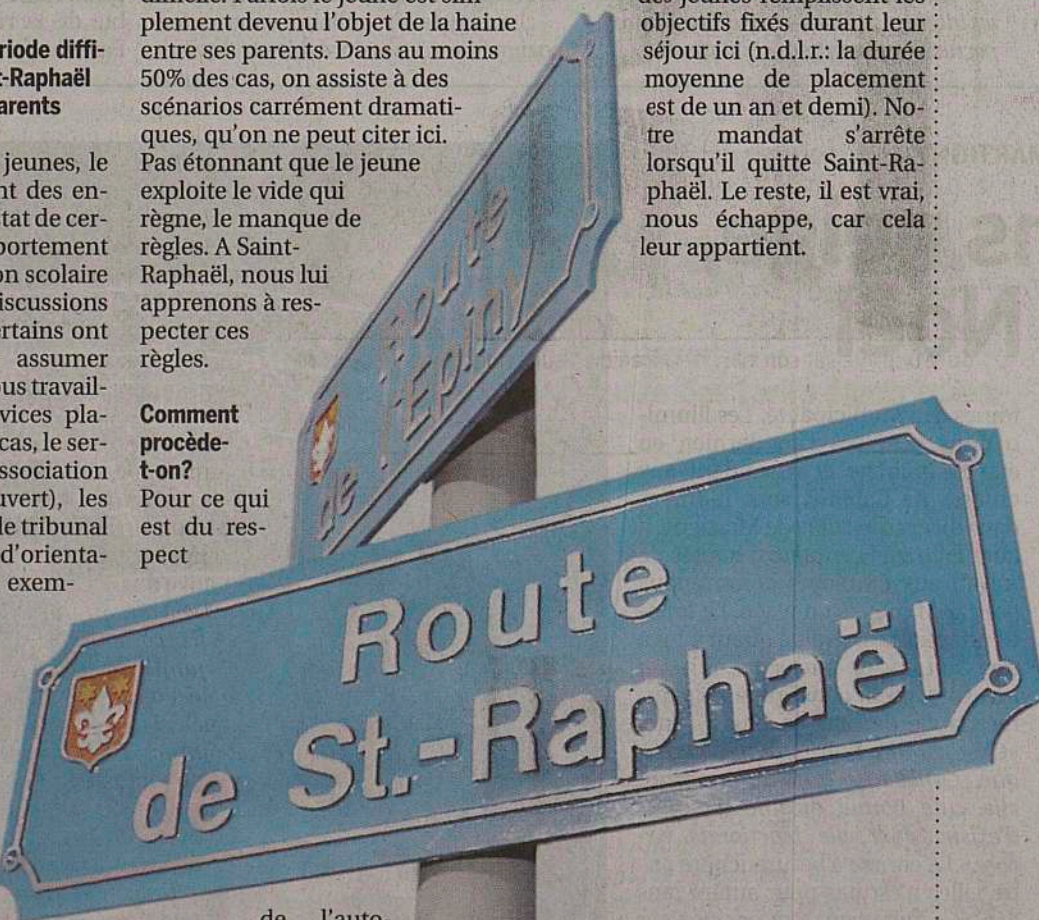 riode diffi-
t-Raphaël
arents
jeunes, le
nt des en-
tat de cer-
portement
on scolaire
iscussions
ertains ont
assumer
ous travail-
vices pla-
cas, le ser-
ssociation
uvert), les
le tribunal
d'orienta-
exem-
plement devenu l'objet de la haine
entre ses parents. Dans au moins
50% des cas, on assiste à des
scénarios carrément dramati-
ques, qu'on ne peut citer ici.
Pas étonnant que le jeune
exploite le vide qui
règne, le manque de
règles. A Saint-
Raphaël, nous lui
apprenons à res-
pecter ces
règles.
Comment
procède-
t-on?
Pour ce qui
est du res-
pect
de l'auto
des jeunes remplissent les
objectifs fixés durant leur
séjour ici (n.d.l.r.: la durée
moyenne de placement
est de un an et demi). No-
tre mandat s'arrête
lorsqu'il quitte Saint-Ra-
phaël. Le reste, il est vrai,
nous échappe, car cela
leur appartient.
Route
de l'Epiney
Route
de St.-Raphaël